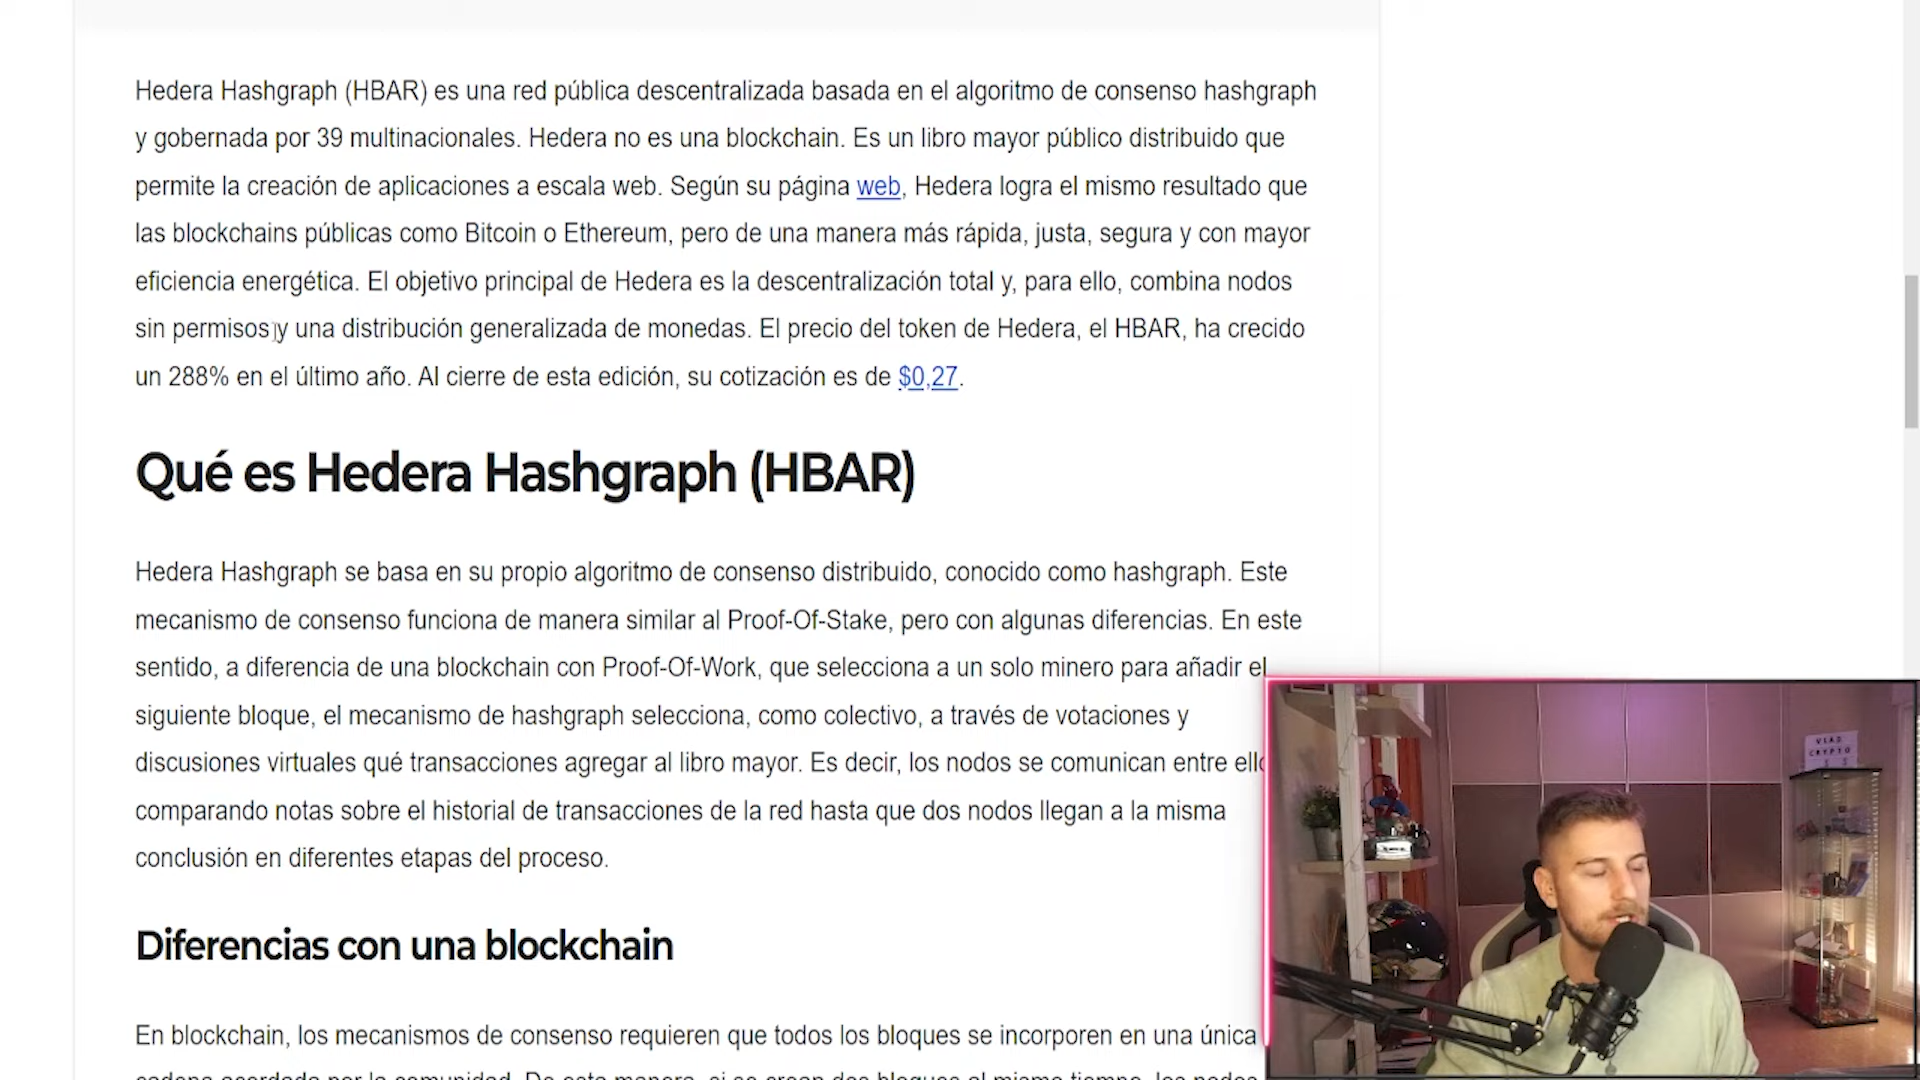 Hedera Hashgraph (HBAR) es una red pública descentralizada basada en el algoritmo de consenso hashgraph
y gobernada por 39 multinacionales. Hedera no es una blockchain. Es un libro mayor público distribuido que
permite la creación de aplicaciones a escala web. Según su página web, Hedera logra el mismo resultado que
las blockchains públicas como Bitcoin o Ethereum, pero de una manera más rápida, justa, segura y con mayor
eficiencia energética. El objetivo principal de Hedera es la descentralización total y, para ello, combina nodos
sin permisos y una distribución generalizada de monedas. El precio del token de Hedera, el HBAR, ha crecido
un 288% en el último año. Al cierre de esta edición, su cotización es de $0,27.
Qué es Hedera Hashgraph (HBAR)
Hedera Hashgraph se basa en su propio algoritmo de consenso distribuido, conocido como hashgraph. Este
mecanismo de consenso funciona de manera similar al Proof-Of-Stake, pero con algunas diferencias. En este
sentido, a diferencia de una blockchain con Proof-Of-Work, que selecciona a un solo minero para añadir el
siguiente bloque, el mecanismo de hashgraph selecciona, como colectivo, a través de votaciones y
discusiones virtuales qué transacciones agregar al libro mayor. Es decir, los nodos se comunican entre
comparando notas sobre el historial de transacciones de la red hasta que dos nodos llegan a la misma
conclusión en diferentes etapas del proceso.
Diferencias con una blockchain
En blockchain, los mecanismos de consenso requieren que todos los bloques se incorporen en una única
VLAD
CRYPTO